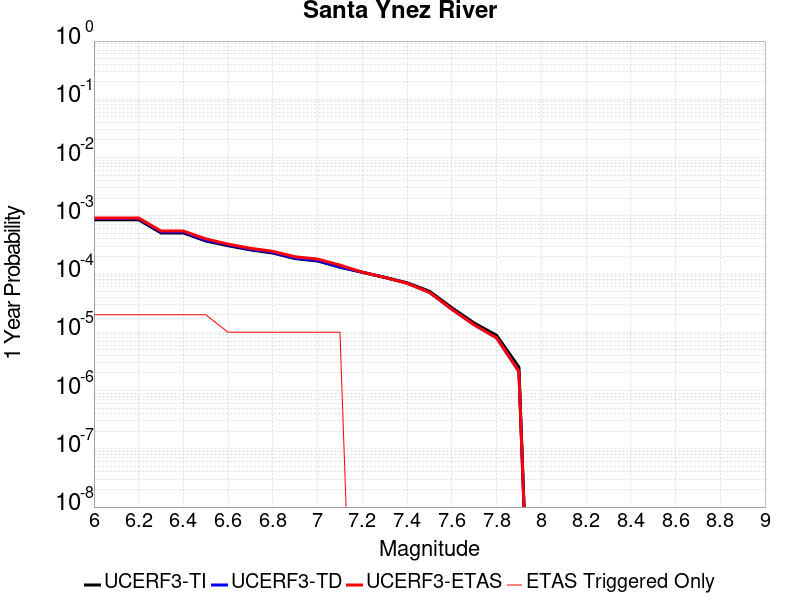 Santa Ynez River
1 Year Probability
10^0
10^-1
10^-2
10^-3
10^-4
10^-5
10^-6
10^-7
10^-8
6 6.2 6.4 6.6 6.8 7 7.2 7.4 7.6 7.8 8 8.2 8.4 8.6 8.8 9
Magnitude
UCERF3-TI UCERF3-TD UCERF3-ETAS ETAS Triggered Only